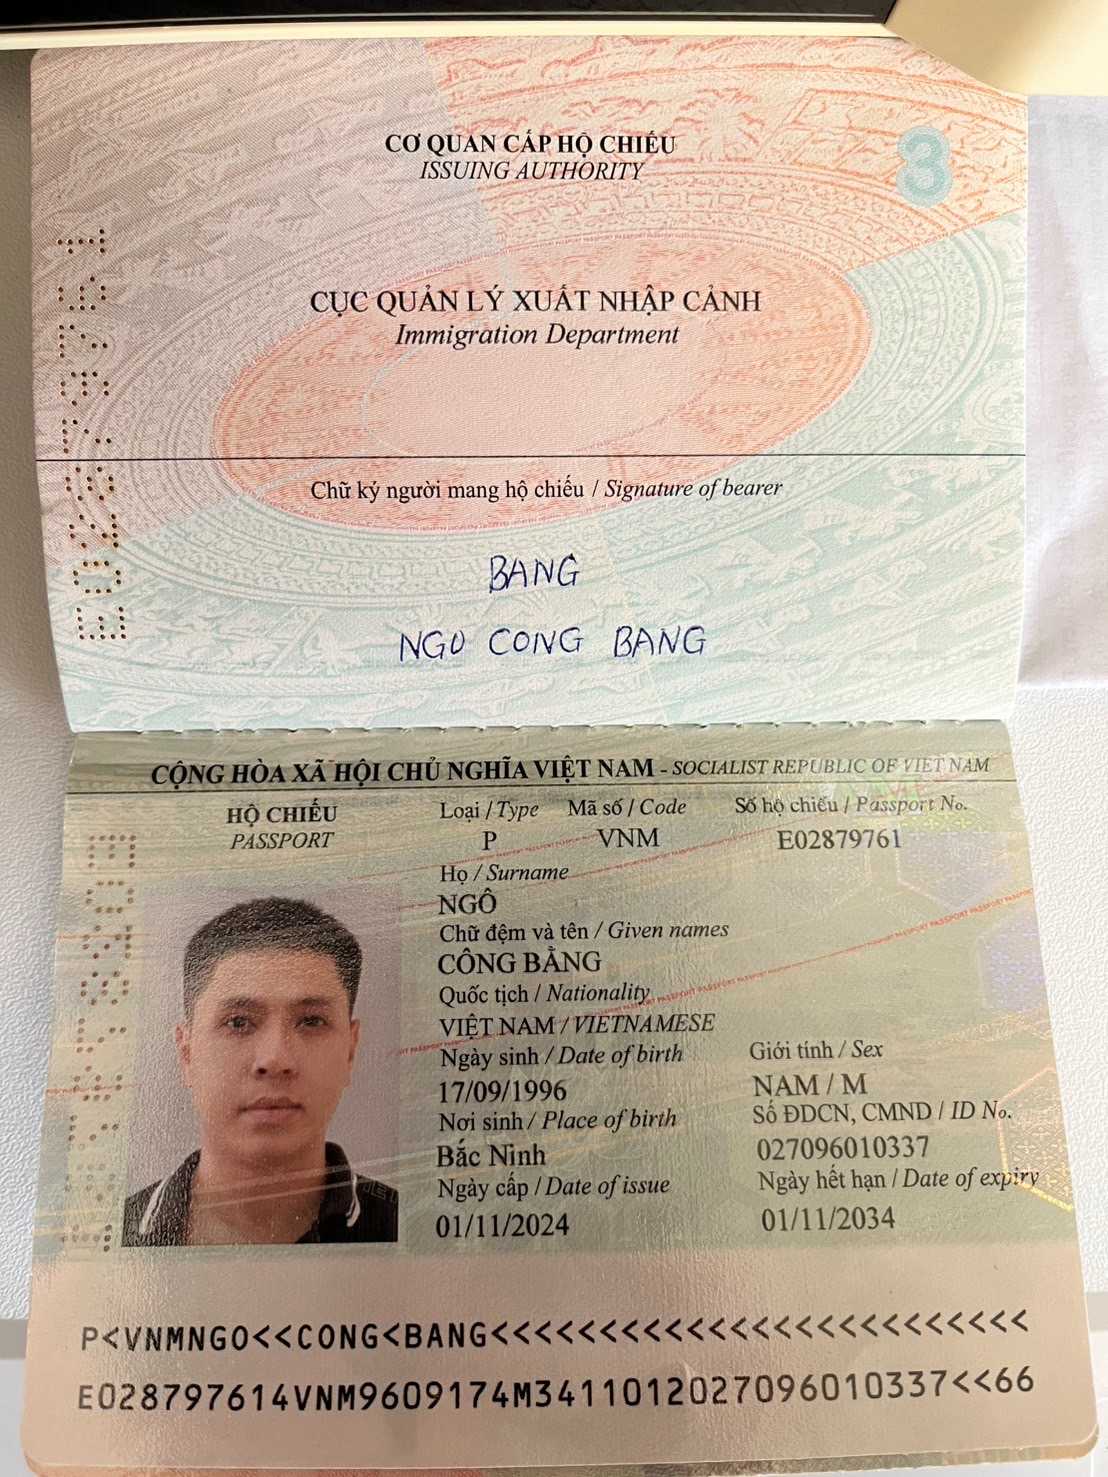 CƠ QUAN CẤP HỘ CHIẾU
ISSUING AUTHORITY
3
CỤC QUẢN LÝ XUẤT NHẬP CẢNH
Immigration Department
Chữ ký người mang hộ chiếu / Signature of bearer
BANG
NGO CONG BANG
E02879761
CỘNG HÒA XÃ HỘI CHỦ NGHĨA VIỆT NAM - SOCIALIST REPUBLIC OF VIET NAM
HỘ CHIẾU Loại / Type Mã số / Code Số hộ chiếu / Passport No.
PASSPORT P VNM E02879761
Họ / Surname
NGÔ
Chữ đệm và tên / Given names
CÔNG BẰNG
Quốc tịch / Nationality
VIỆT NAM / VIETNAMESE
Ngày sinh / Date of birth Giới tính / Sex
17/09/1996 NAM / M
Nơi sinh / Place of birth Số ĐDCN, CMND / ID No.
Bắc Ninh 027096010337
Ngày cấp / Date of issue Ngày hết hạn / Date of expiry
01/11/2024 01/11/2034
P<VNMNGO<<CONG<BANG<<<<<<<<<<<<<<<<<<<<<<<<<
E028797614VNM9609174M3411012027096010337<<66